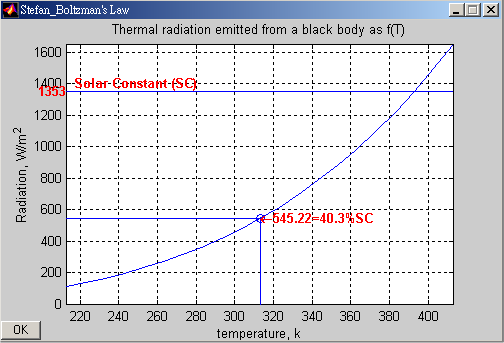 Stefan_Boltzman's Law
Thermal radiation emitted from a black body as f(T)
1600
1400
Solar Constant (SC)
1353
1200
1000
800
600
545.22=40.3%SC
400
200
0
220 240 260 280 300 320 340 360 380 400
Radiation, W/m2
temperature, k
OK